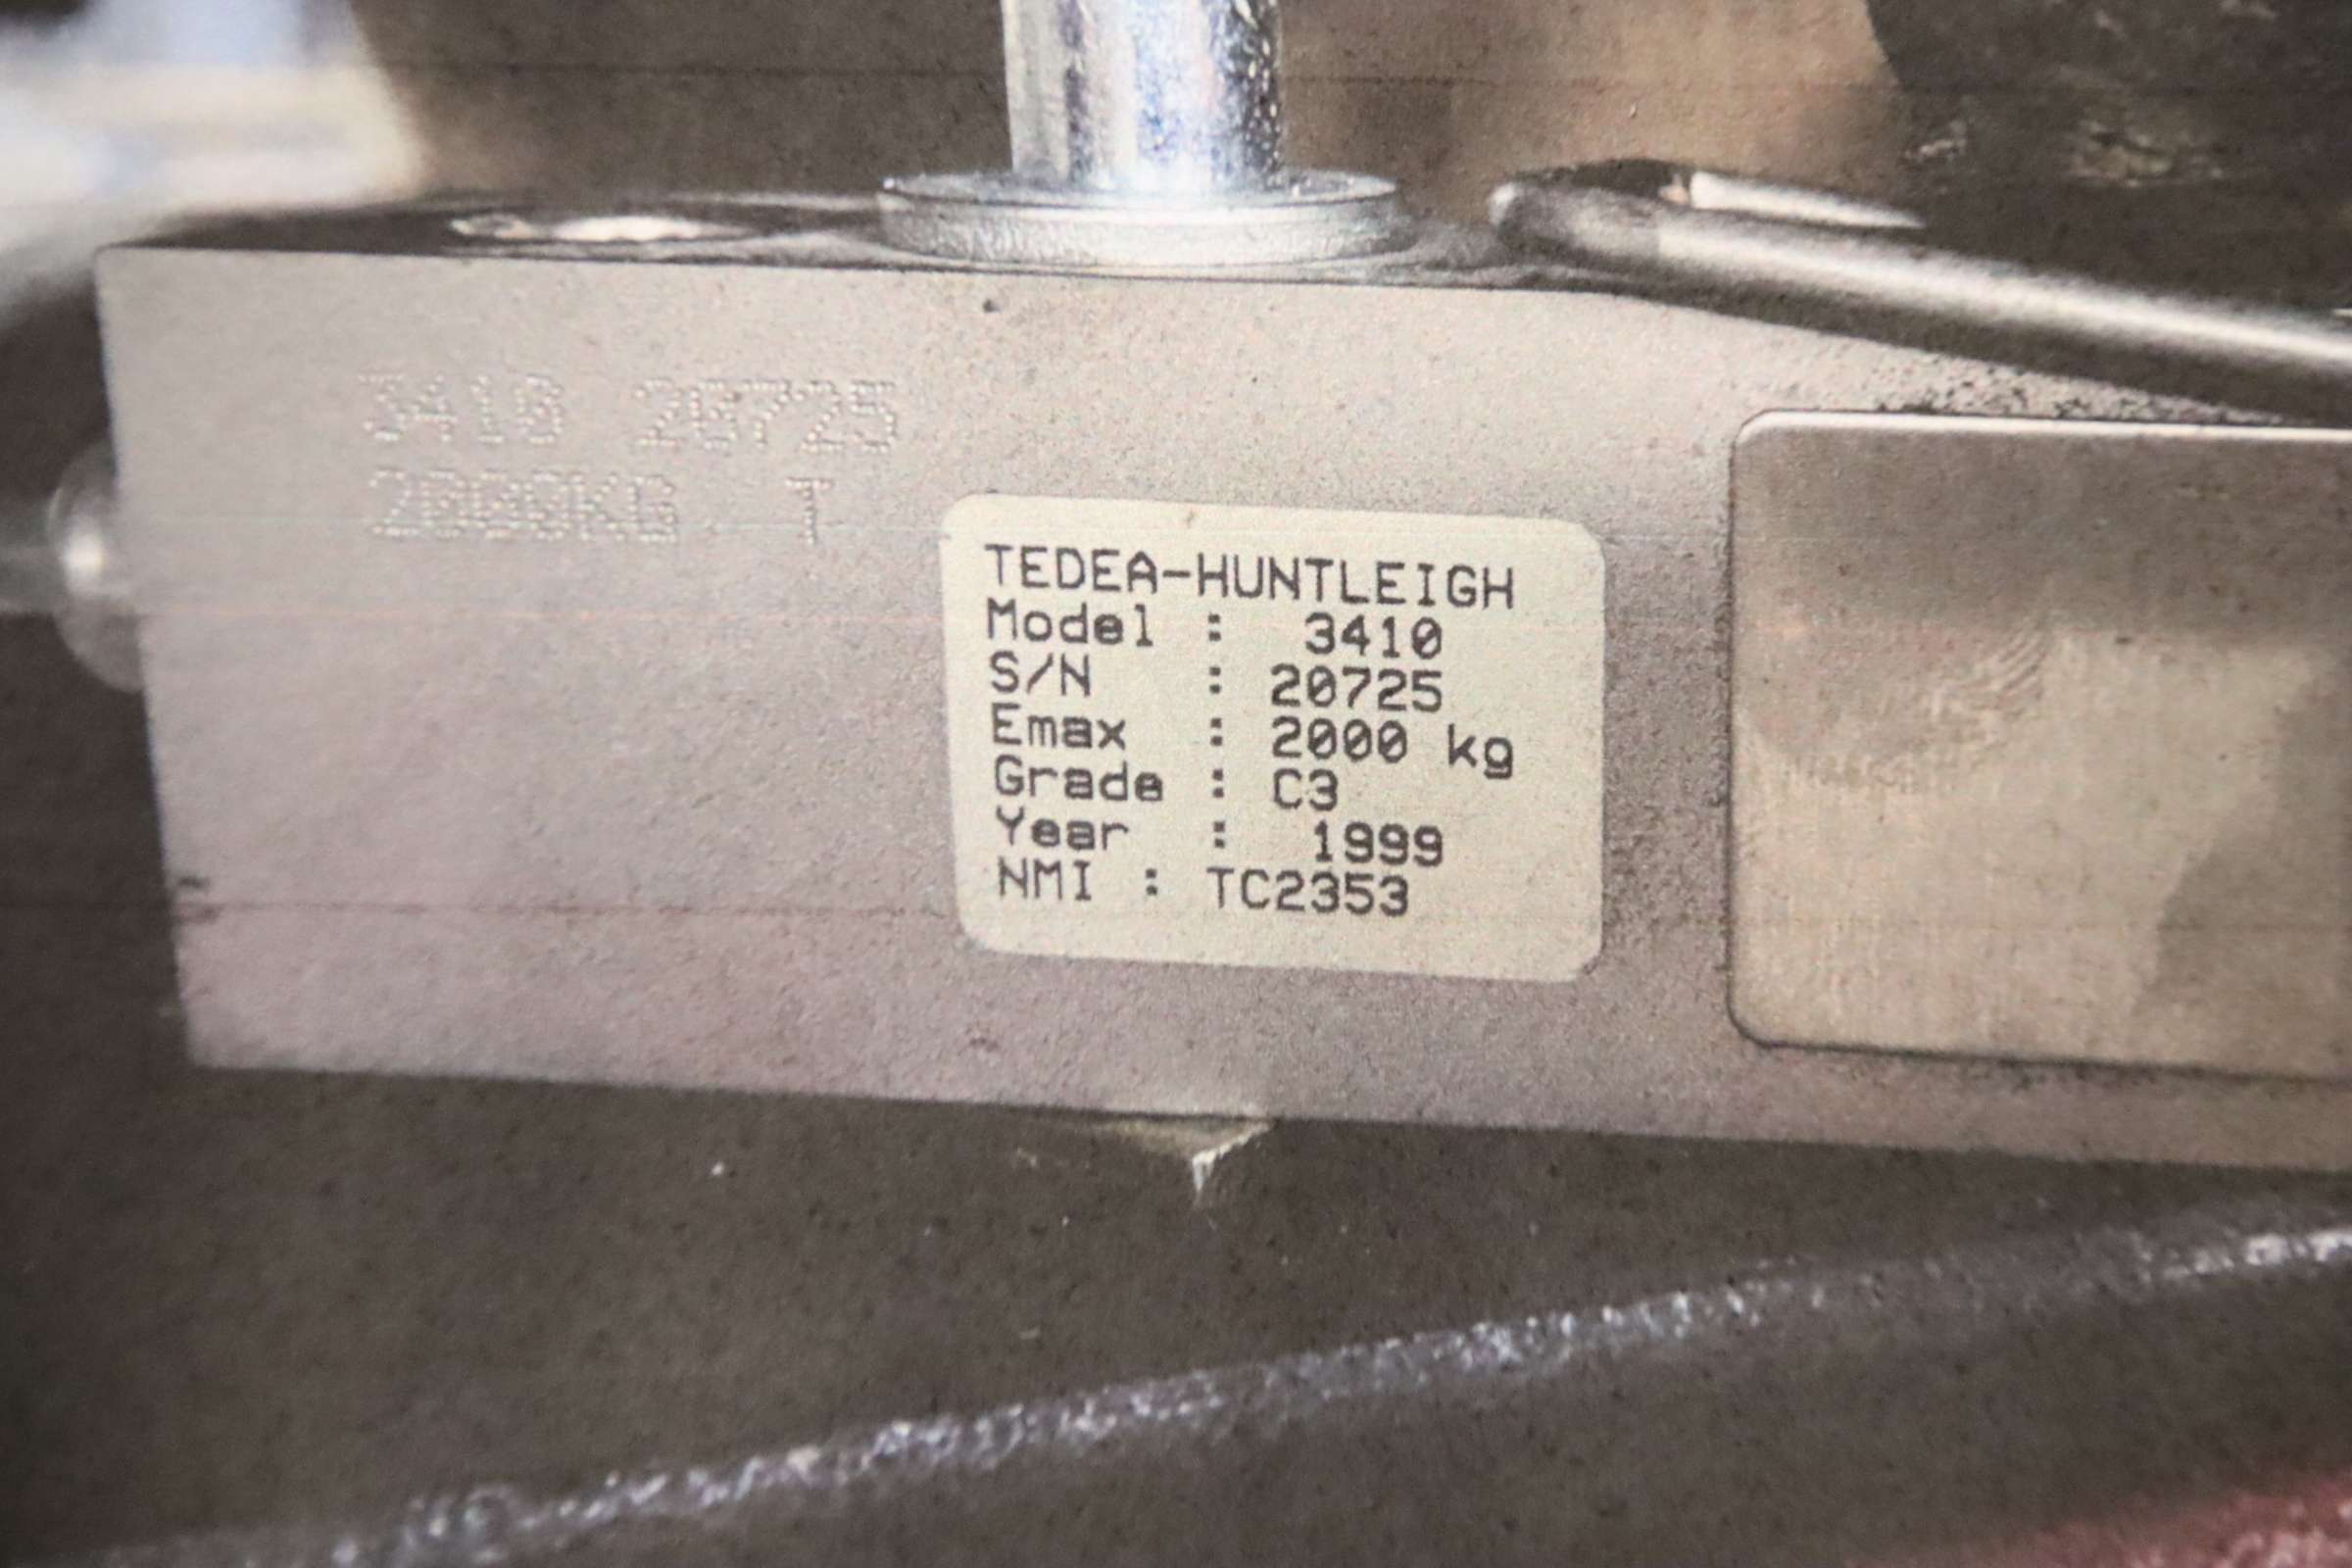 3410 20725
2000KG T
TEDEA-HUNTLEIGH
Model : 3410
S/N : 20725
Emax : 2000 kg
Grade : C3
Year : 1999
NMI : TC2353